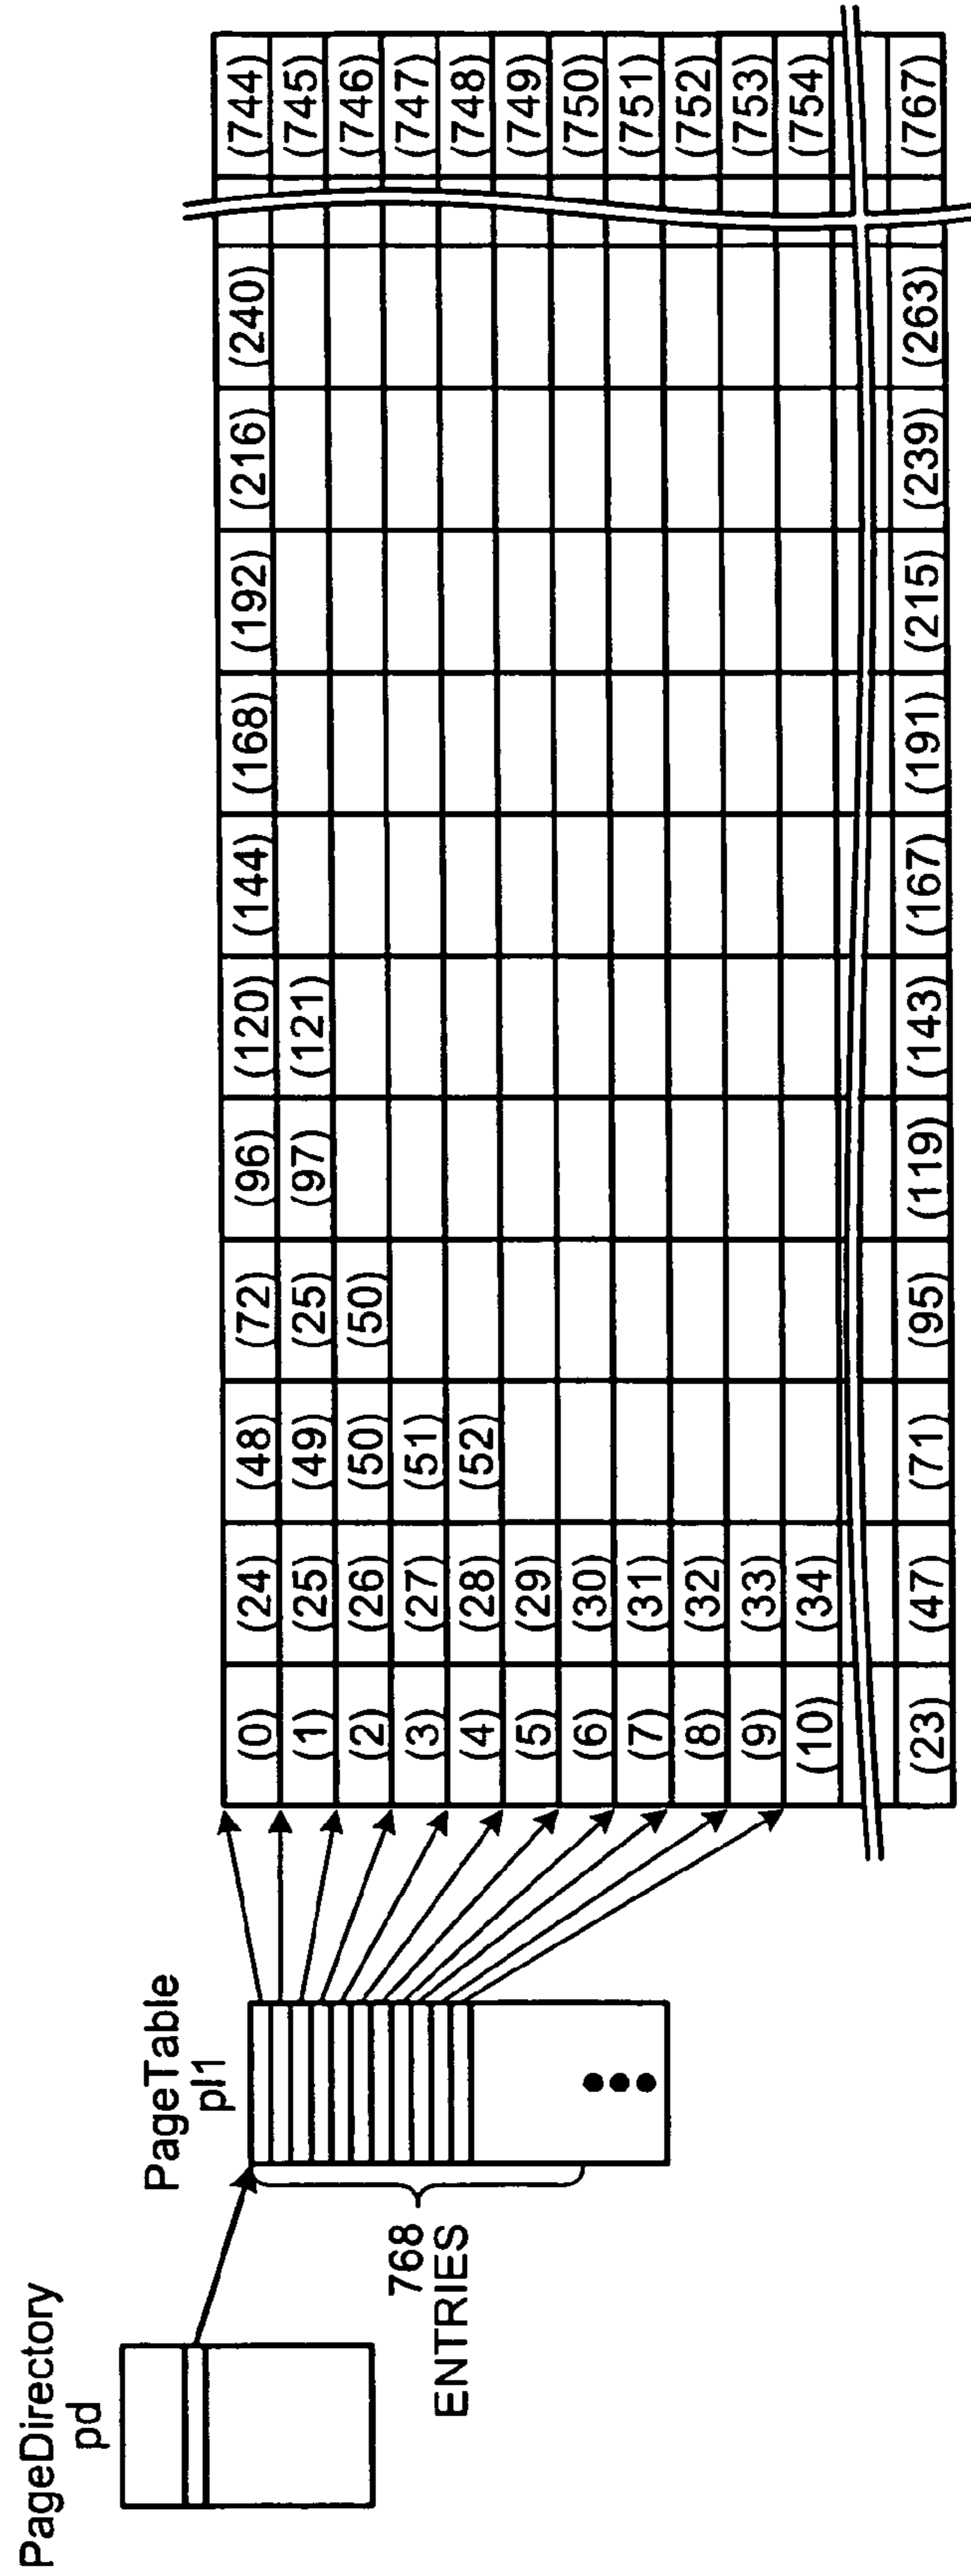 PageDirectory
pd
PageTable
pl1
768
ENTRIES
(0) (24) (48) (72) (96) (120) (144) (168) (192) (216) (240) (744)
(1) (25) (49) (25) (97) (121) (745)
(2) (26) (50) (50) (746)
(3) (27) (51) (747)
(4) (28) (52) (748)
(5) (29) (749)
(6) (30) (750)
(7) (31) (751)
(8) (32) (752)
(9) (33) (753)
(10) (34) (754)
(23) (47) (71) (95) (119) (143) (167) (191) (215) (239) (263) (767)